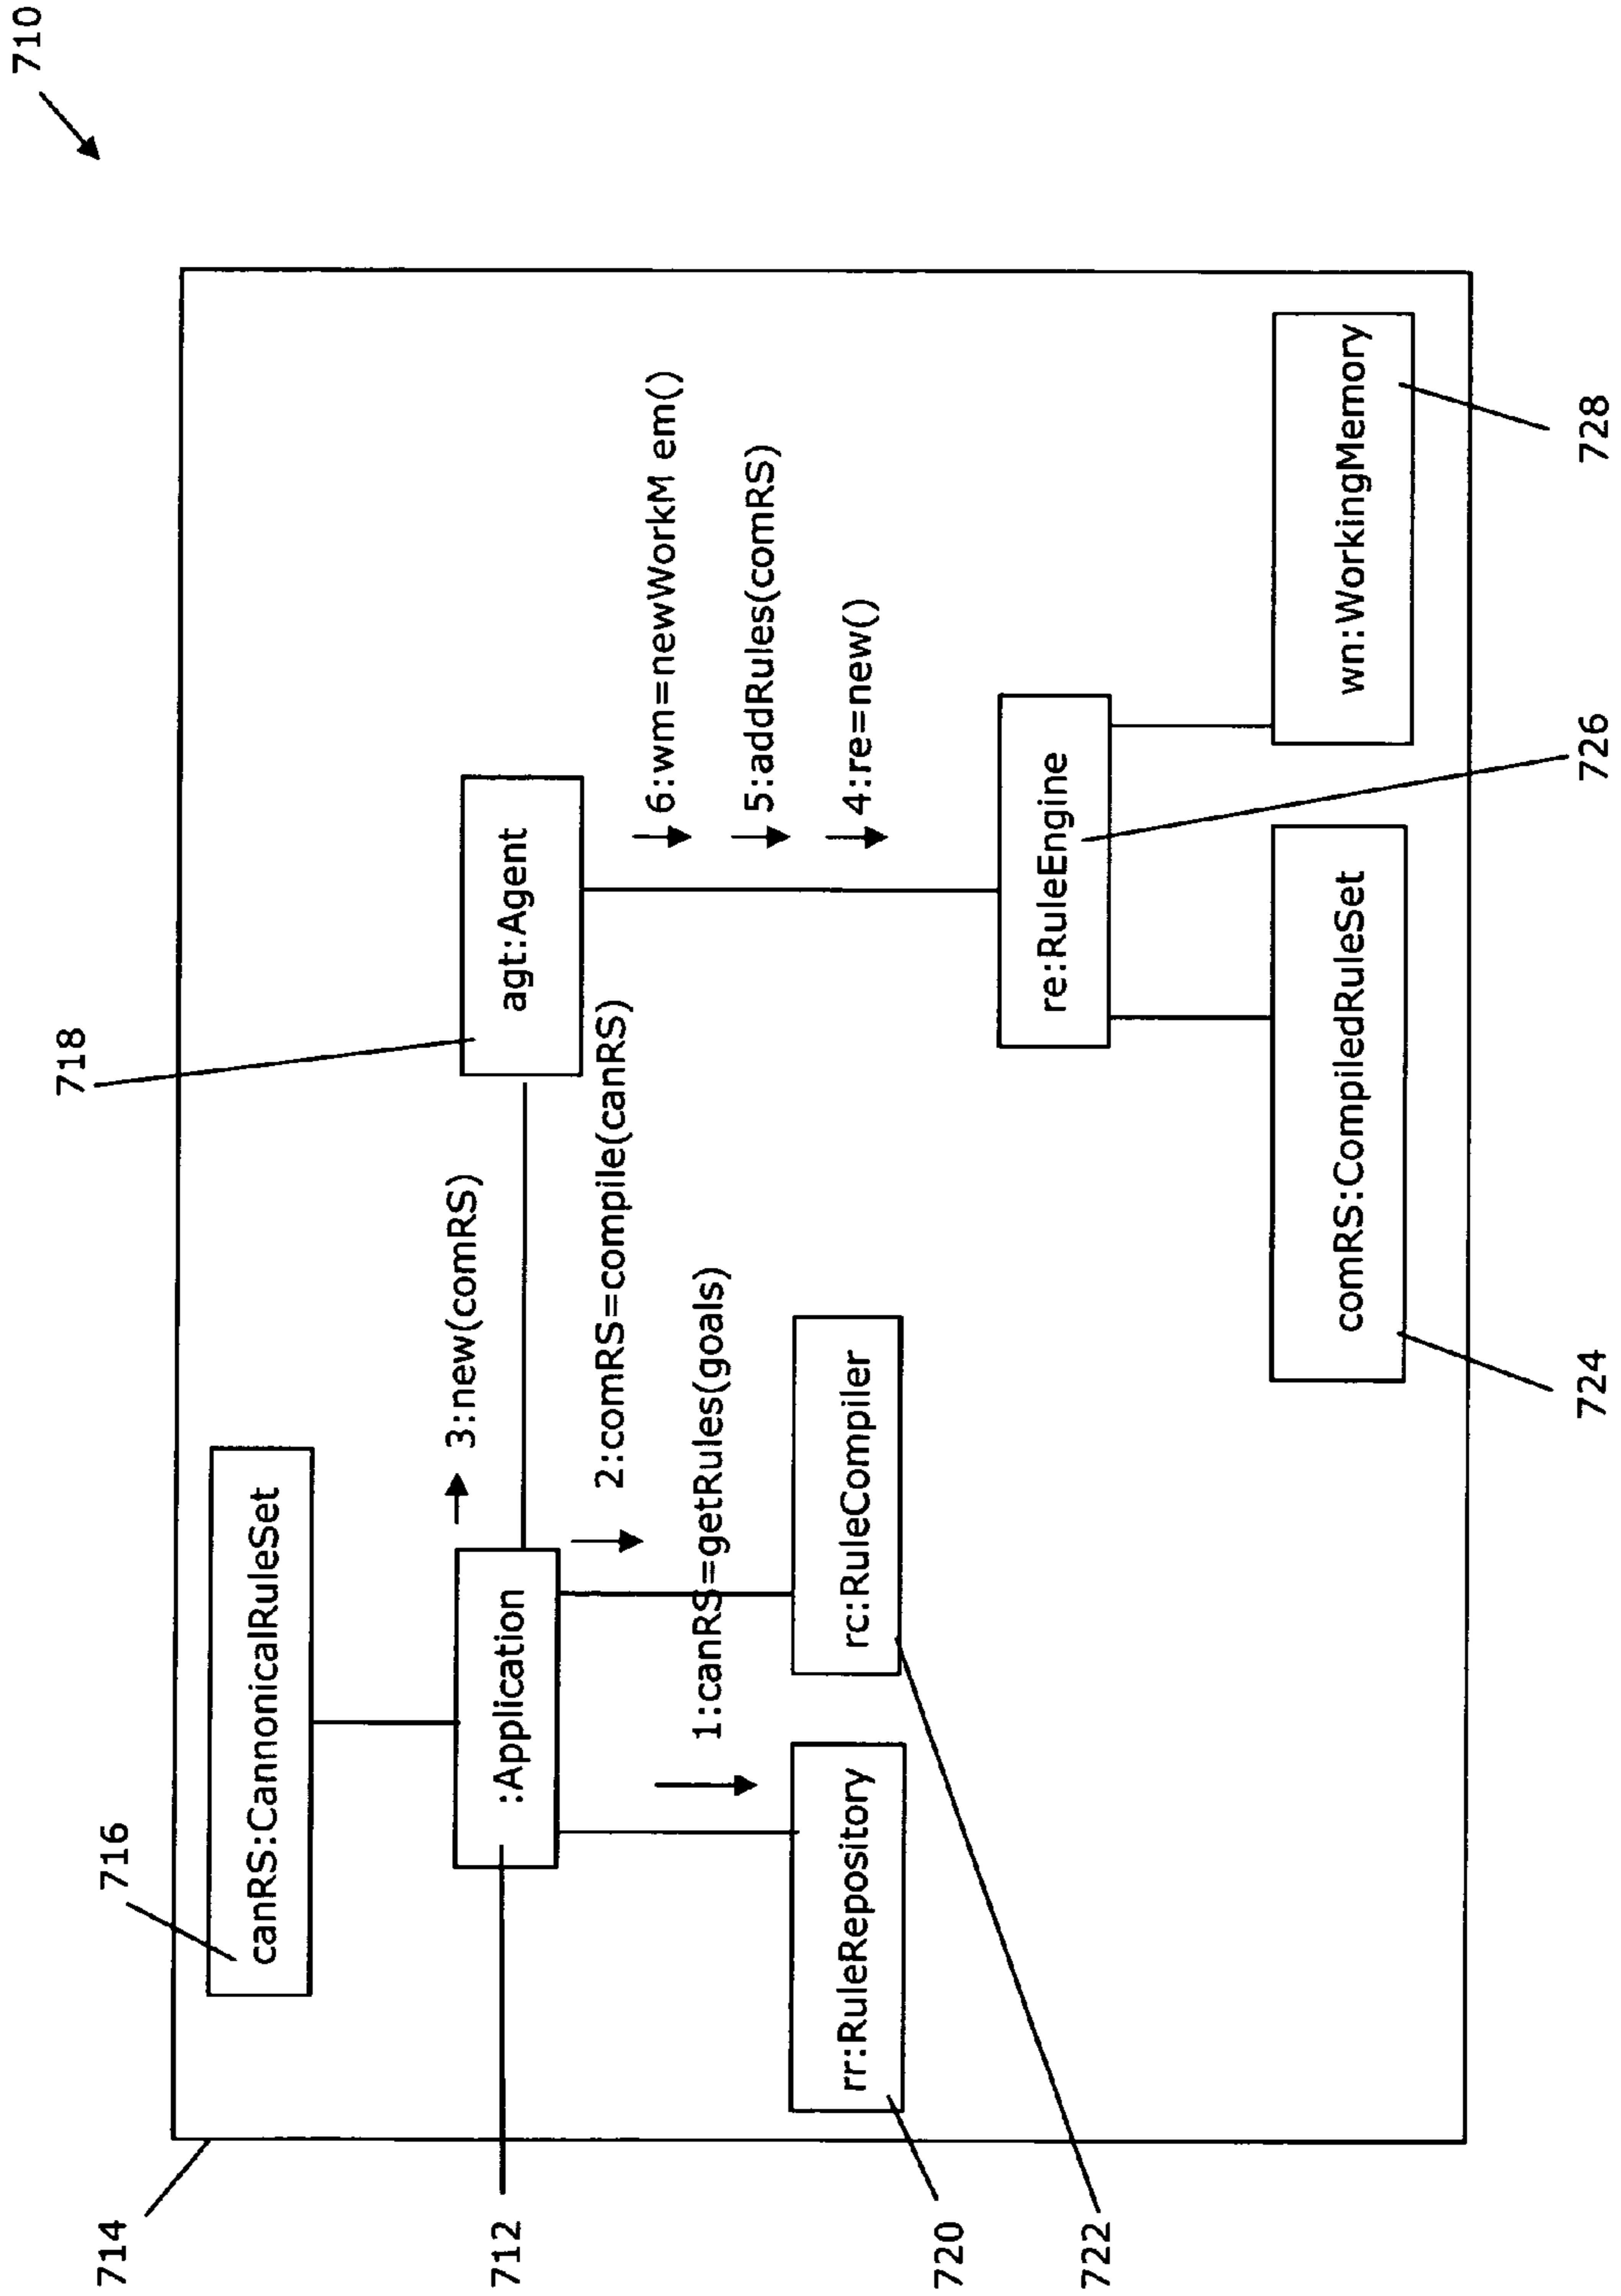 710
714
716
718
canRS:CannonicalRuleSet
3:new(comRS)
712
:Application
agt:Agent
2:comRS=compile(canRS)
6:wm=newWorkM em()
1:canRS=getRules(goals)
5:addRules(comRS)
4:re=new()
rr:RuleRepository
rc:RuleCompiler
720
722
re:RuleEngine
comRS:CompiledRuleSet
wn:WorkingMemory
724
726
728